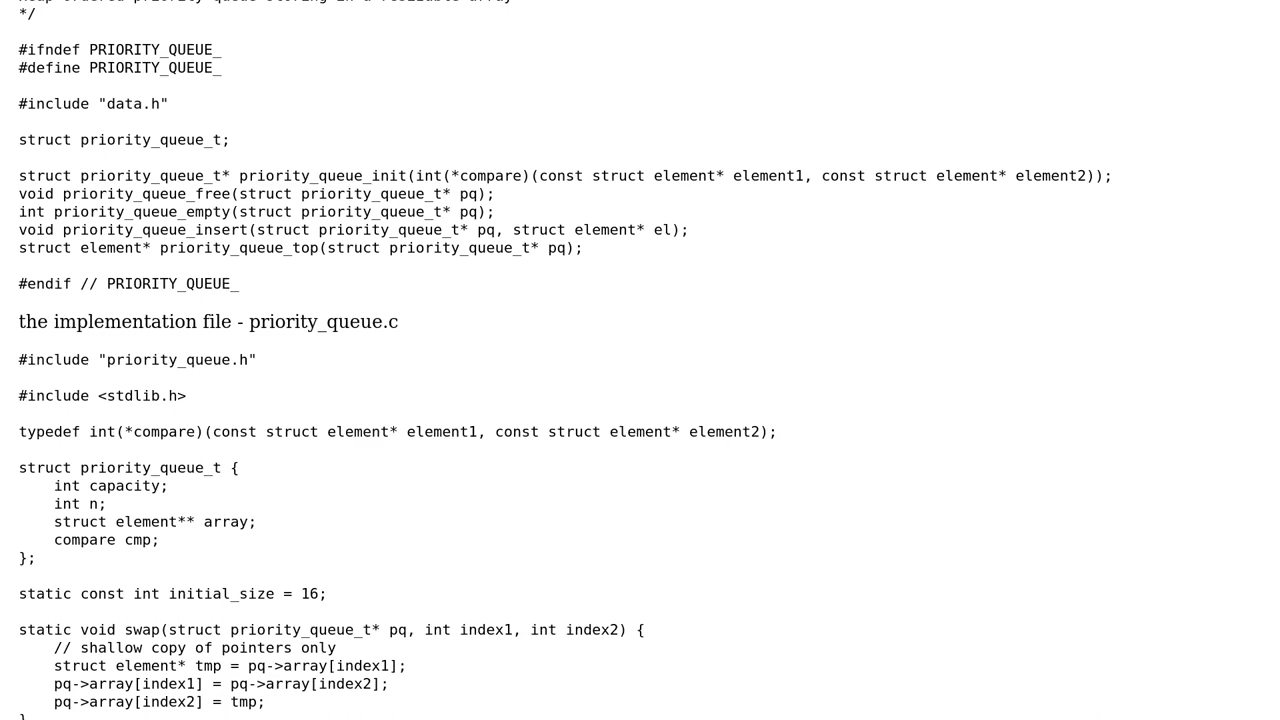 */
#ifndef PRIORITY_QUEUE_
#define PRIORITY_QUEUE_
#include "data.h"
struct priority_queue_t;
struct priority_queue_t* priority_queue_init(int(*compare)(const struct element* element1, const struct element* element2));
void priority_queue_free(struct priority_queue_t* pq);
int priority_queue_empty(struct priority_queue_t* pq);
void priority_queue_insert(struct priority_queue_t* pq, struct element* el);
struct element* priority_queue_top(struct priority_queue_t* pq);
#endif // PRIORITY_QUEUE_
the implementation file - priority_queue.c
#include "priority_queue.h"
#include <stdlib.h>
typedef int(*compare)(const struct element* element1, const struct element* element2);
struct priority_queue_t {
    int capacity;
    int n;
    struct element** array;
    compare cmp;
};
static const int initial_size = 16;
static void swap(struct priority_queue_t* pq, int index1, int index2) {
    // shallow copy of pointers only
    struct element* tmp = pq->array[index1];
    pq->array[index1] = pq->array[index2];
    pq->array[index2] = tmp;
}